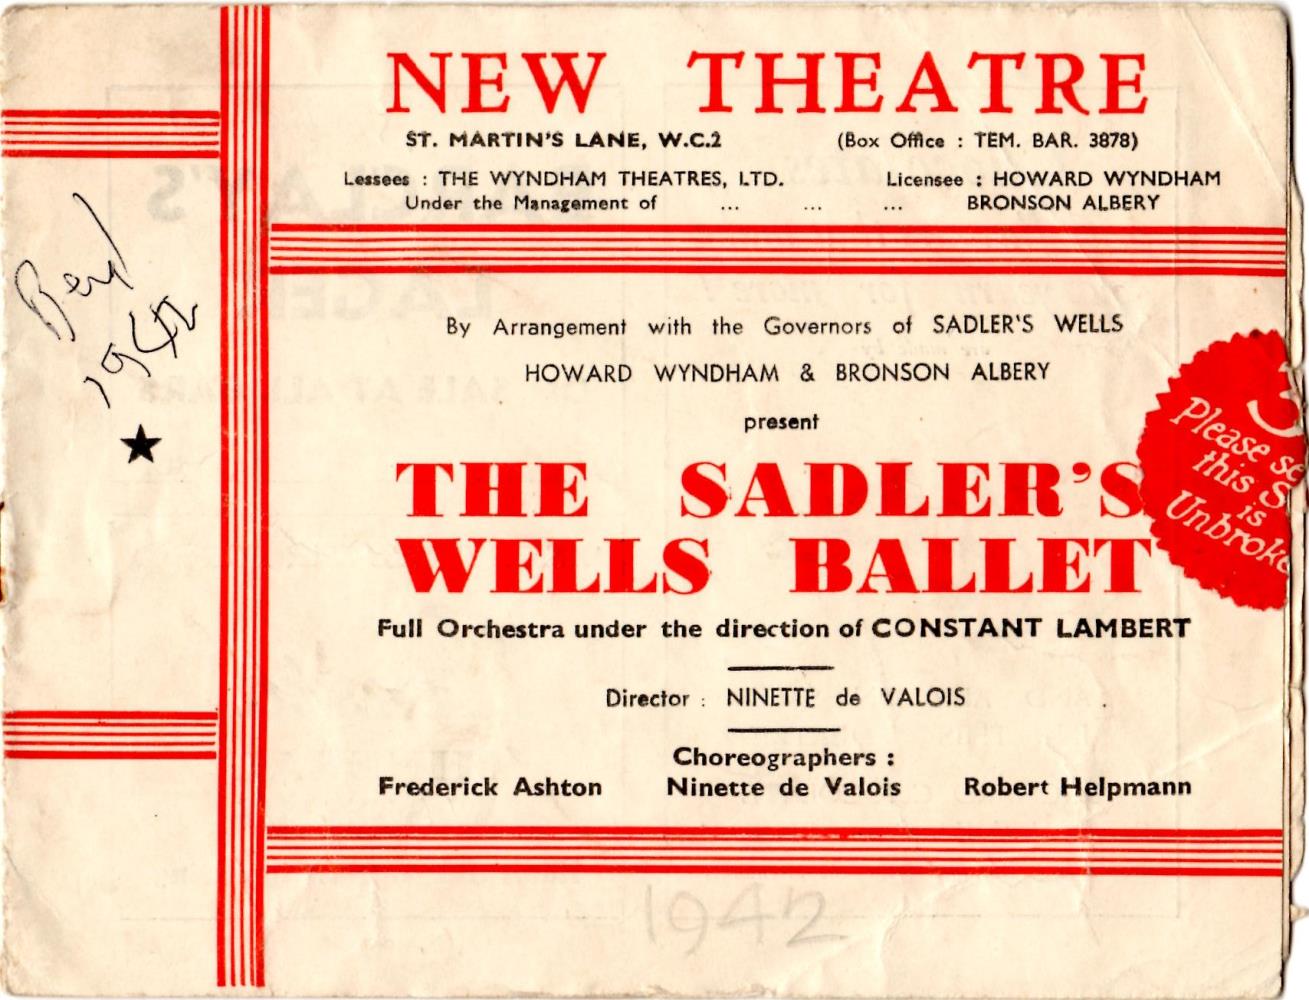 NEW THEATRE
ST. MARTIN'S LANE, W.C.2 (Box Office : TEM. BAR. 3878)
Lessees : THE WYNDHAM THEATRES, LTD. Licensee : HOWARD WYNDHAM
Under the Management of ... ... ... BRONSON ALBERY
1942
★
By Arrangement with the Governors of SADLER'S WELLS
HOWARD WYNDHAM & BRONSON ALBERY
present
THE SADLER'S
WELLS BALLET
Full Orchestra under the direction of CONSTANT LAMBERT
Director : NINETTE de VALOIS
Choreographers :
Frederick Ashton Ninette de Valois Robert Helpmann
3
Please se
this S
is
Unbroke
1942